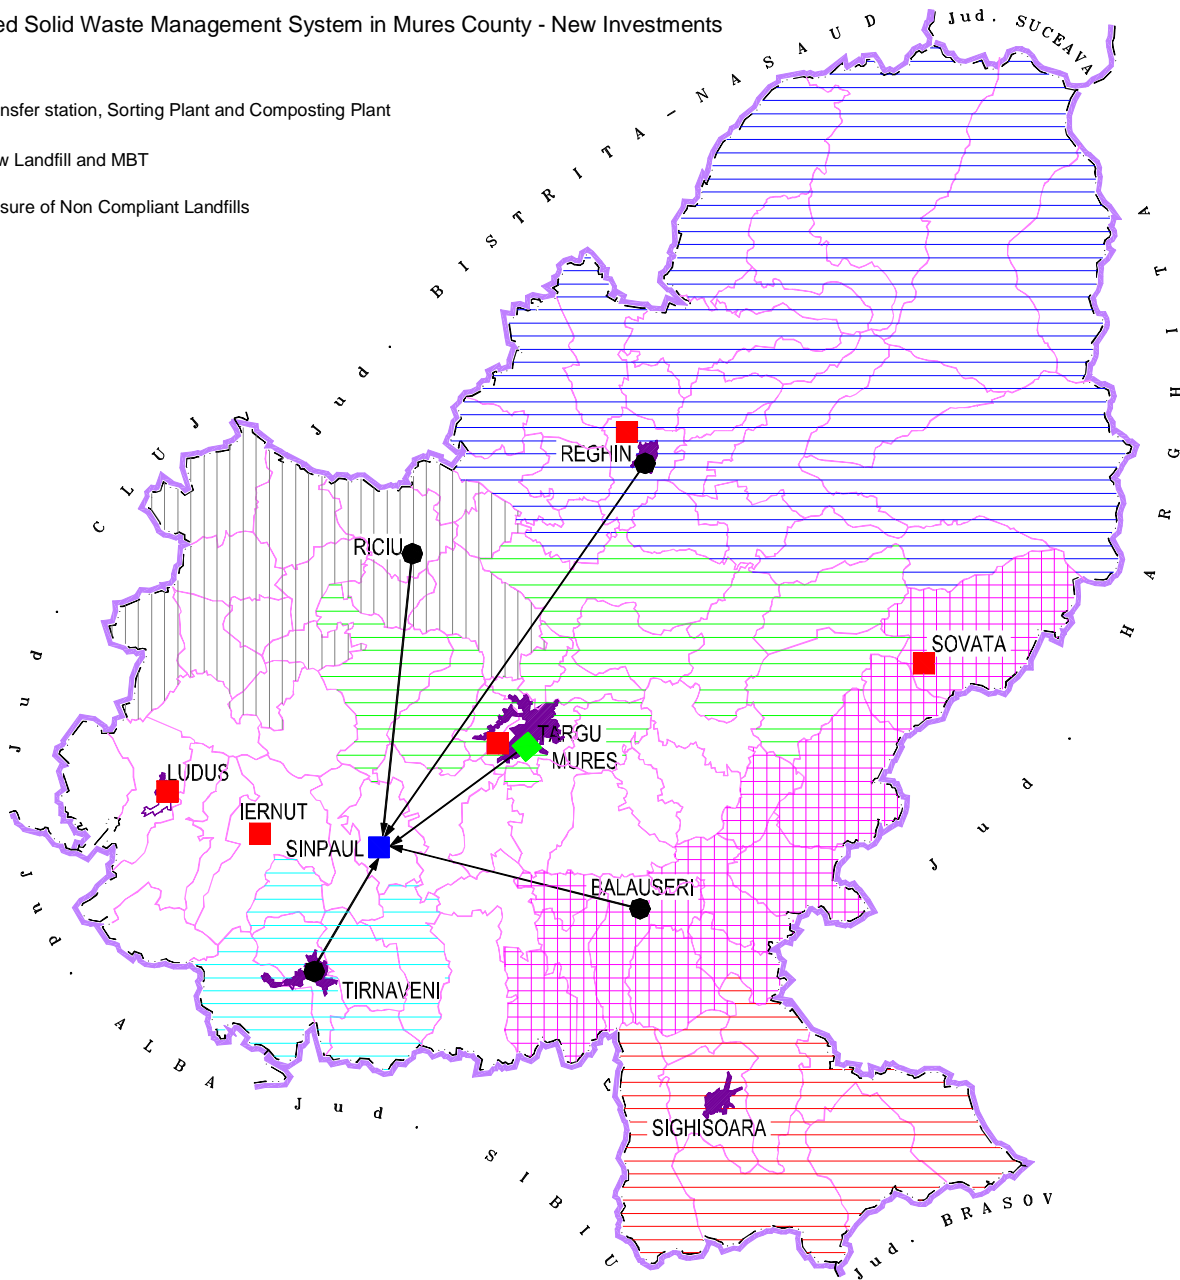 ed Solid Waste Management System in Mures County - New Investments
nsfer station, Sorting Plant and Composting Plant
w Landfill and MBT
sure of Non Compliant Landfills
Jud. SUCEAVA
Jud. BISTRITA-NASAUD
Jud. CLUJ
Jud. HARGHITA
REGHIN
RICIU
SOVATA
TARGU
MURES
LUDUS
IERNUT
SINPAUL
BALAUSERI
TIRNAVENI
SIGHISOARA
Jud. ALBA
Jud. SIBIU
Jud. BRASOV